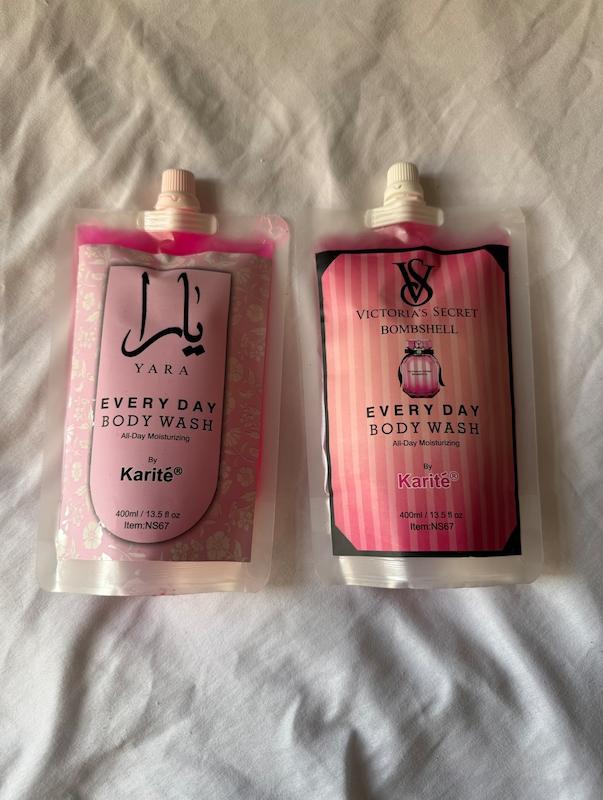 يارا
YARA
EVERY DAY
BODY WASH
All-Day Moisturizing
By
Karité®
400ml / 13.5 fl oz
Item:NS67
VS
VICTORIA'S SECRET
BOMBSHELL
EVERY DAY
BODY WASH
All-Day Moisturizing
By
Karité®
400ml / 13.5 fl oz
Item:NS67